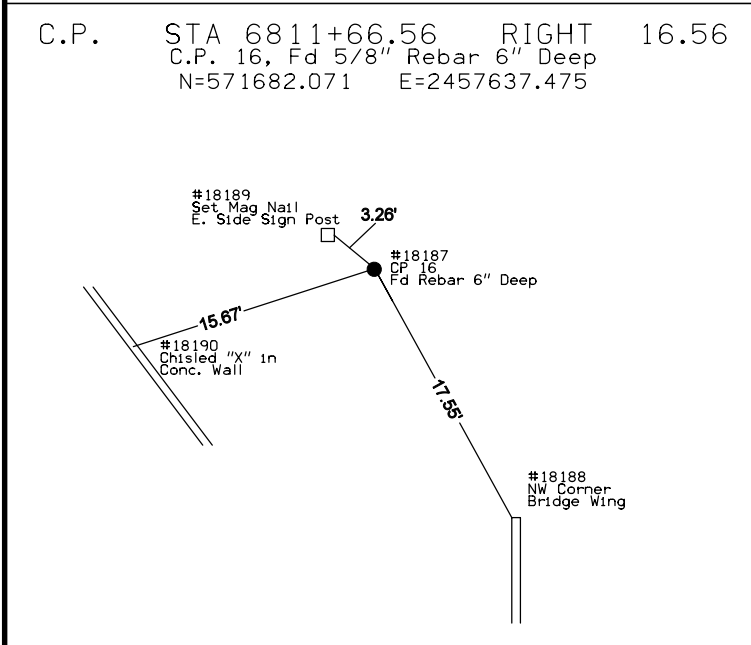 C.P. STA 6811+66.56 RIGHT 16.56
C.P. 16, Fd 5/8" Rebar 6" Deep
N=571682.071 E=2457637.475
#18189
Set Mag Nail
E. Side Sign Post
3.26'
#18187
CP 16
Fd Rebar 6" Deep
15.67'
#18190
Chisled "X" in
Conc. Wall
17.55'
#18188
NW Corner
Bridge Wing